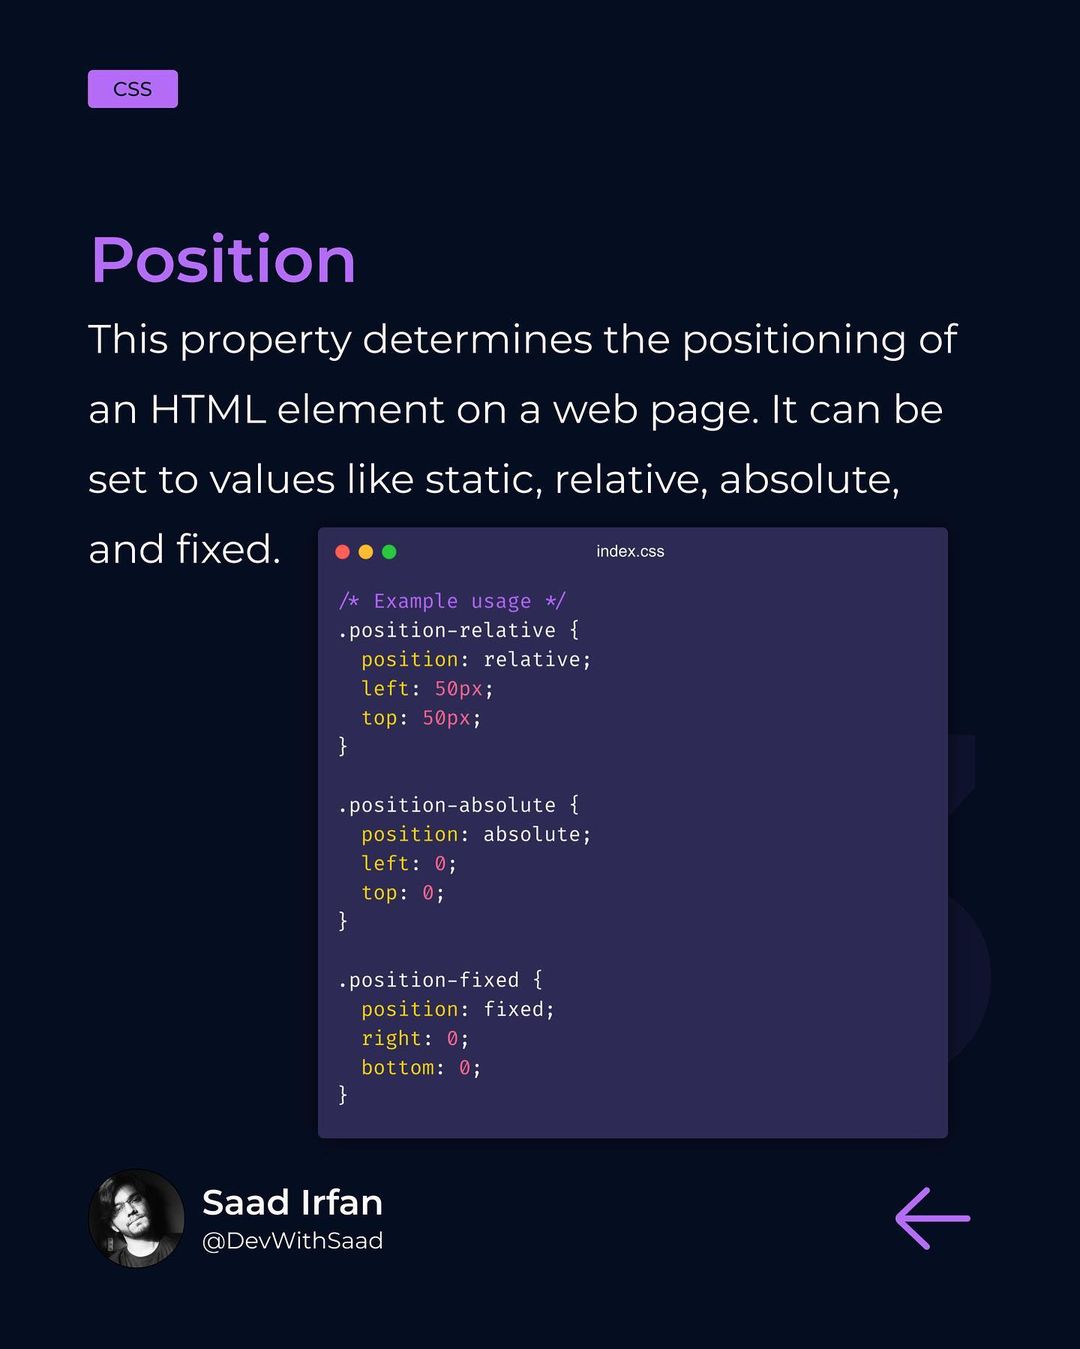 CSS
Position
This property determines the positioning of
an HTML element on a web page. It can be
set to values like static, relative, absolute,
and fixed.
index.css
/* Example usage */
.position-relative {
  position: relative;
  left: 50px;
  top: 50px;
}
.position-absolute {
  position: absolute;
  left: 0;
  top: 0;
}
.position-fixed {
  position: fixed;
  right: 0;
  bottom: 0;
}
Saad Irfan
@DevWithSaad